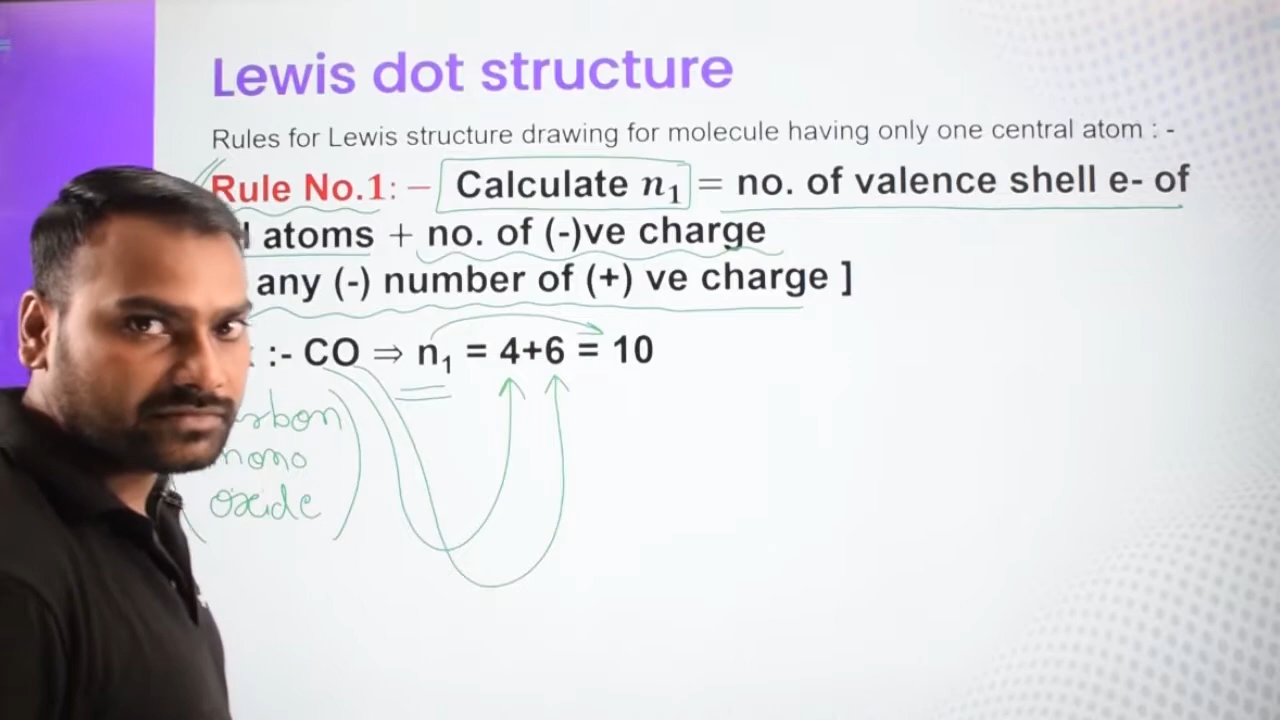 Lewis dot structure
Rules for Lewis structure drawing for molecule having only one central atom : -
Rule No.1: – Calculate n₁ = no. of valence shell e- of
atoms + no. of (-)ve charge
any (-) number of (+) ve charge ]
:- CO ⇒ n₁ = 4+6 = 10
mono
oxide